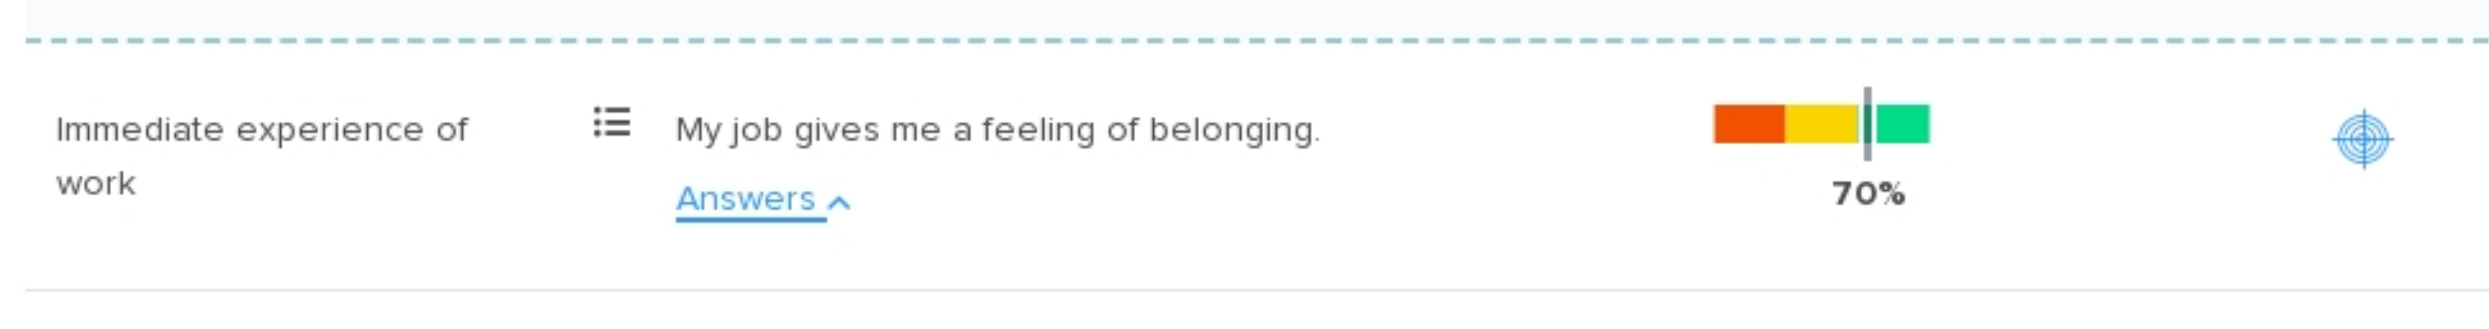 Immediate experience of
work
My job gives me a feeling of belonging.
Answers
70%